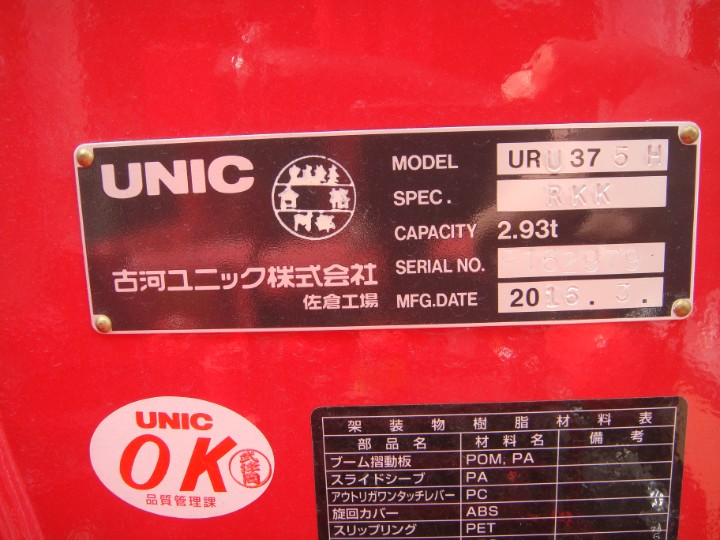 UNIC
合格
MODEL URU375H
SPEC. RKK
CAPACITY 2.93t
SERIAL NO.
MFG.DATE 2016.3.
古河ユニック株式会社
佐倉工場
UNIC
OK
品質管理課
架装物樹脂材料表
部品名 材料名 備考
ブーム摺動板 POM, PA
スライドシーブ PA
アウトリガワンタッチレバー PC
旋回カバー ABS
スリップリング PET